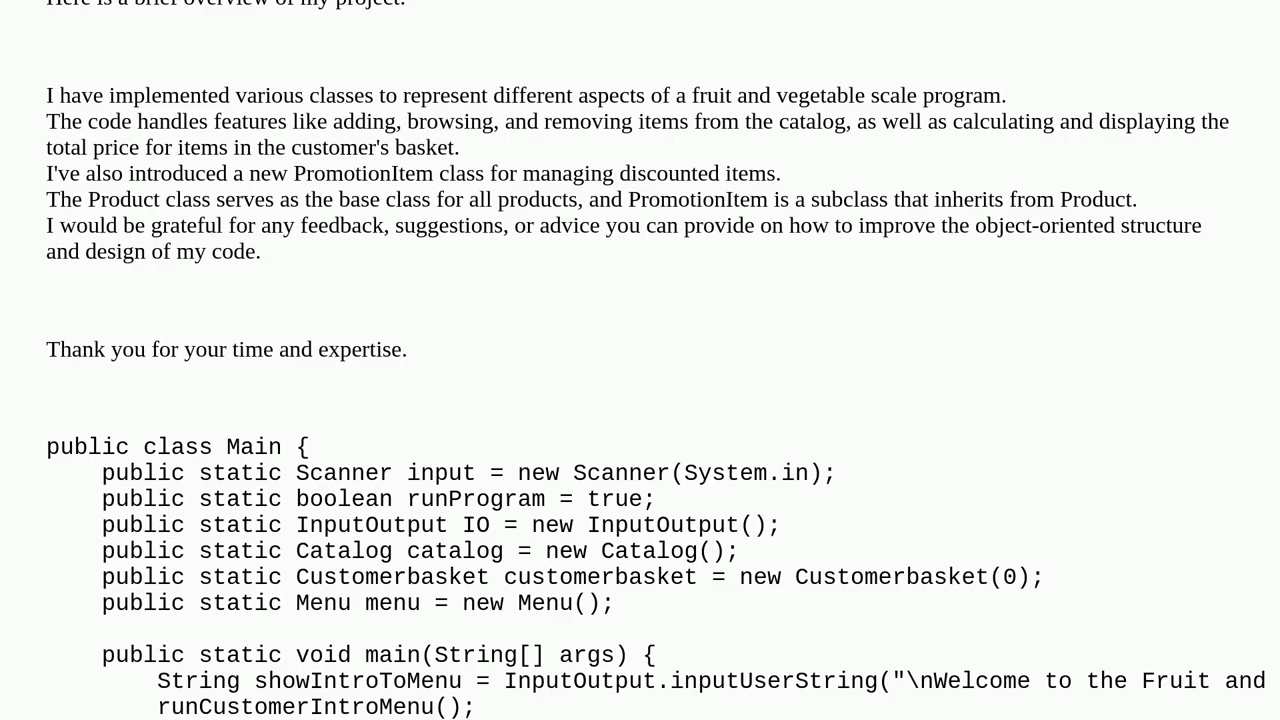 Here is a brief overview of my project:
I have implemented various classes to represent different aspects of a fruit and vegetable scale program.
The code handles features like adding, browsing, and removing items from the catalog, as well as calculating and displaying the
total price for items in the customer's basket.
I've also introduced a new PromotionItem class for managing discounted items.
The Product class serves as the base class for all products, and PromotionItem is a subclass that inherits from Product.
I would be grateful for any feedback, suggestions, or advice you can provide on how to improve the object-oriented structure
and design of my code.
Thank you for your time and expertise.
public class Main {
    public static Scanner input = new Scanner(System.in);
    public static boolean runProgram = true;
    public static InputOutput IO = new InputOutput();
    public static Catalog catalog = new Catalog();
    public static Customerbasket customerbasket = new Customerbasket(0);
    public static Menu menu = new Menu();
    public static void main(String[] args) {
        String showIntroToMenu = InputOutput.inputUserString("\nWelcome to the Fruit and
        runCustomerIntroMenu();